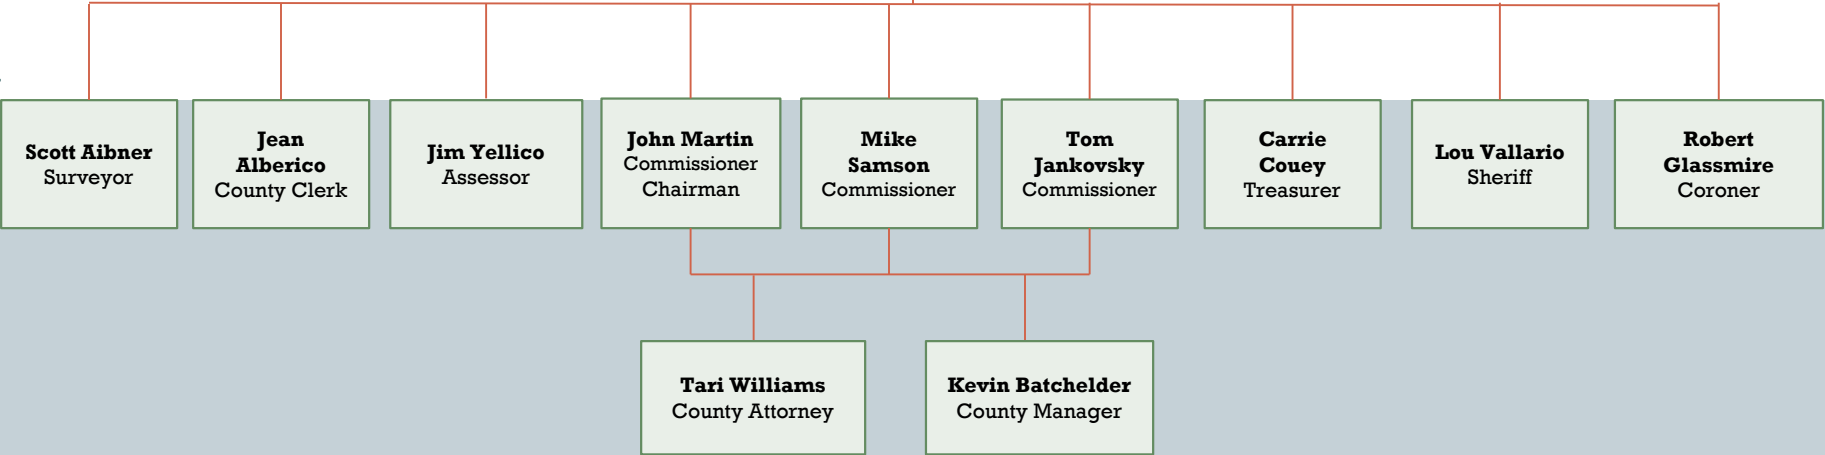 Scott Aibner
Surveyor
Jean
Alberico
County Clerk
Jim Yellico
Assessor
John Martin
Commissioner
Chairman
Mike
Samson
Commissioner
Tom
Jankovsky
Commissioner
Carrie
Couey
Treasurer
Lou Vallario
Sheriff
Robert
Glassmire
Coroner
Tari Williams
County Attorney
Kevin Batchelder
County Manager